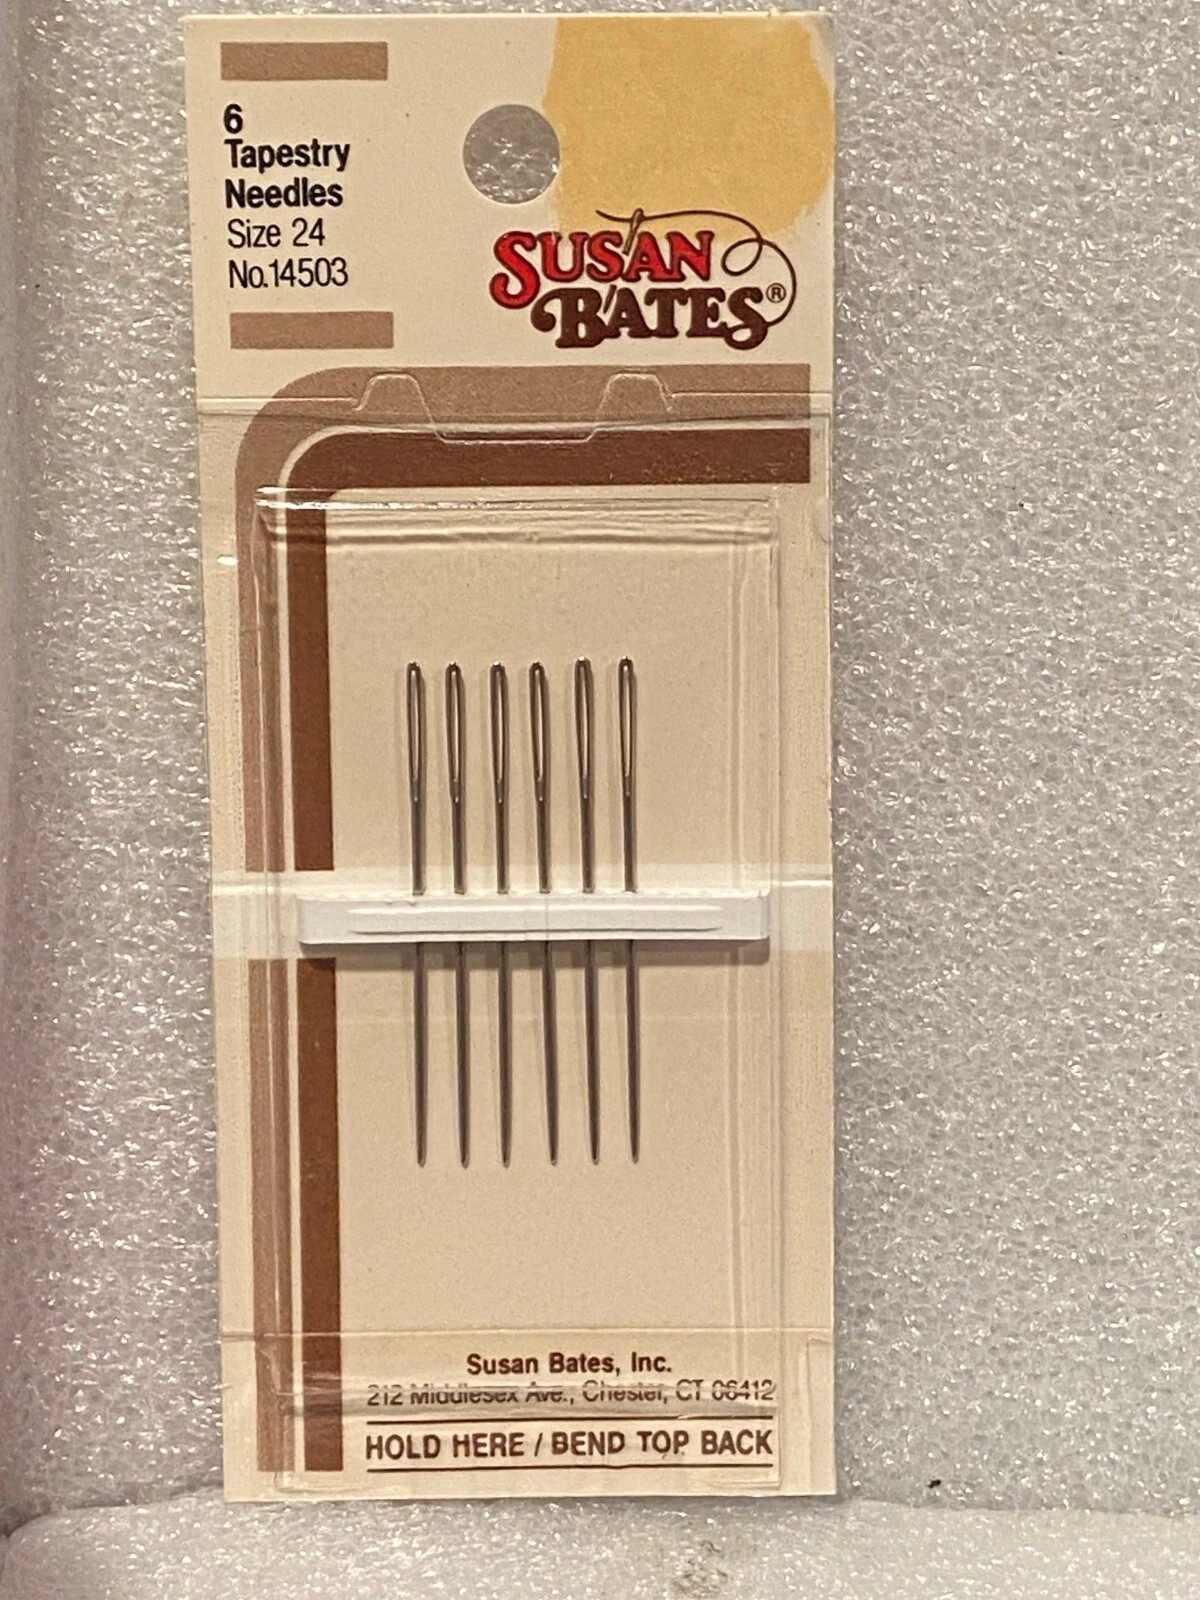 6
Tapestry
Needles
Size 24
No.14503
SUSAN
BATES®
Susan Bates, Inc.
212 Middlesex Ave., Chester, CT 06412
HOLD HERE / BEND TOP BACK